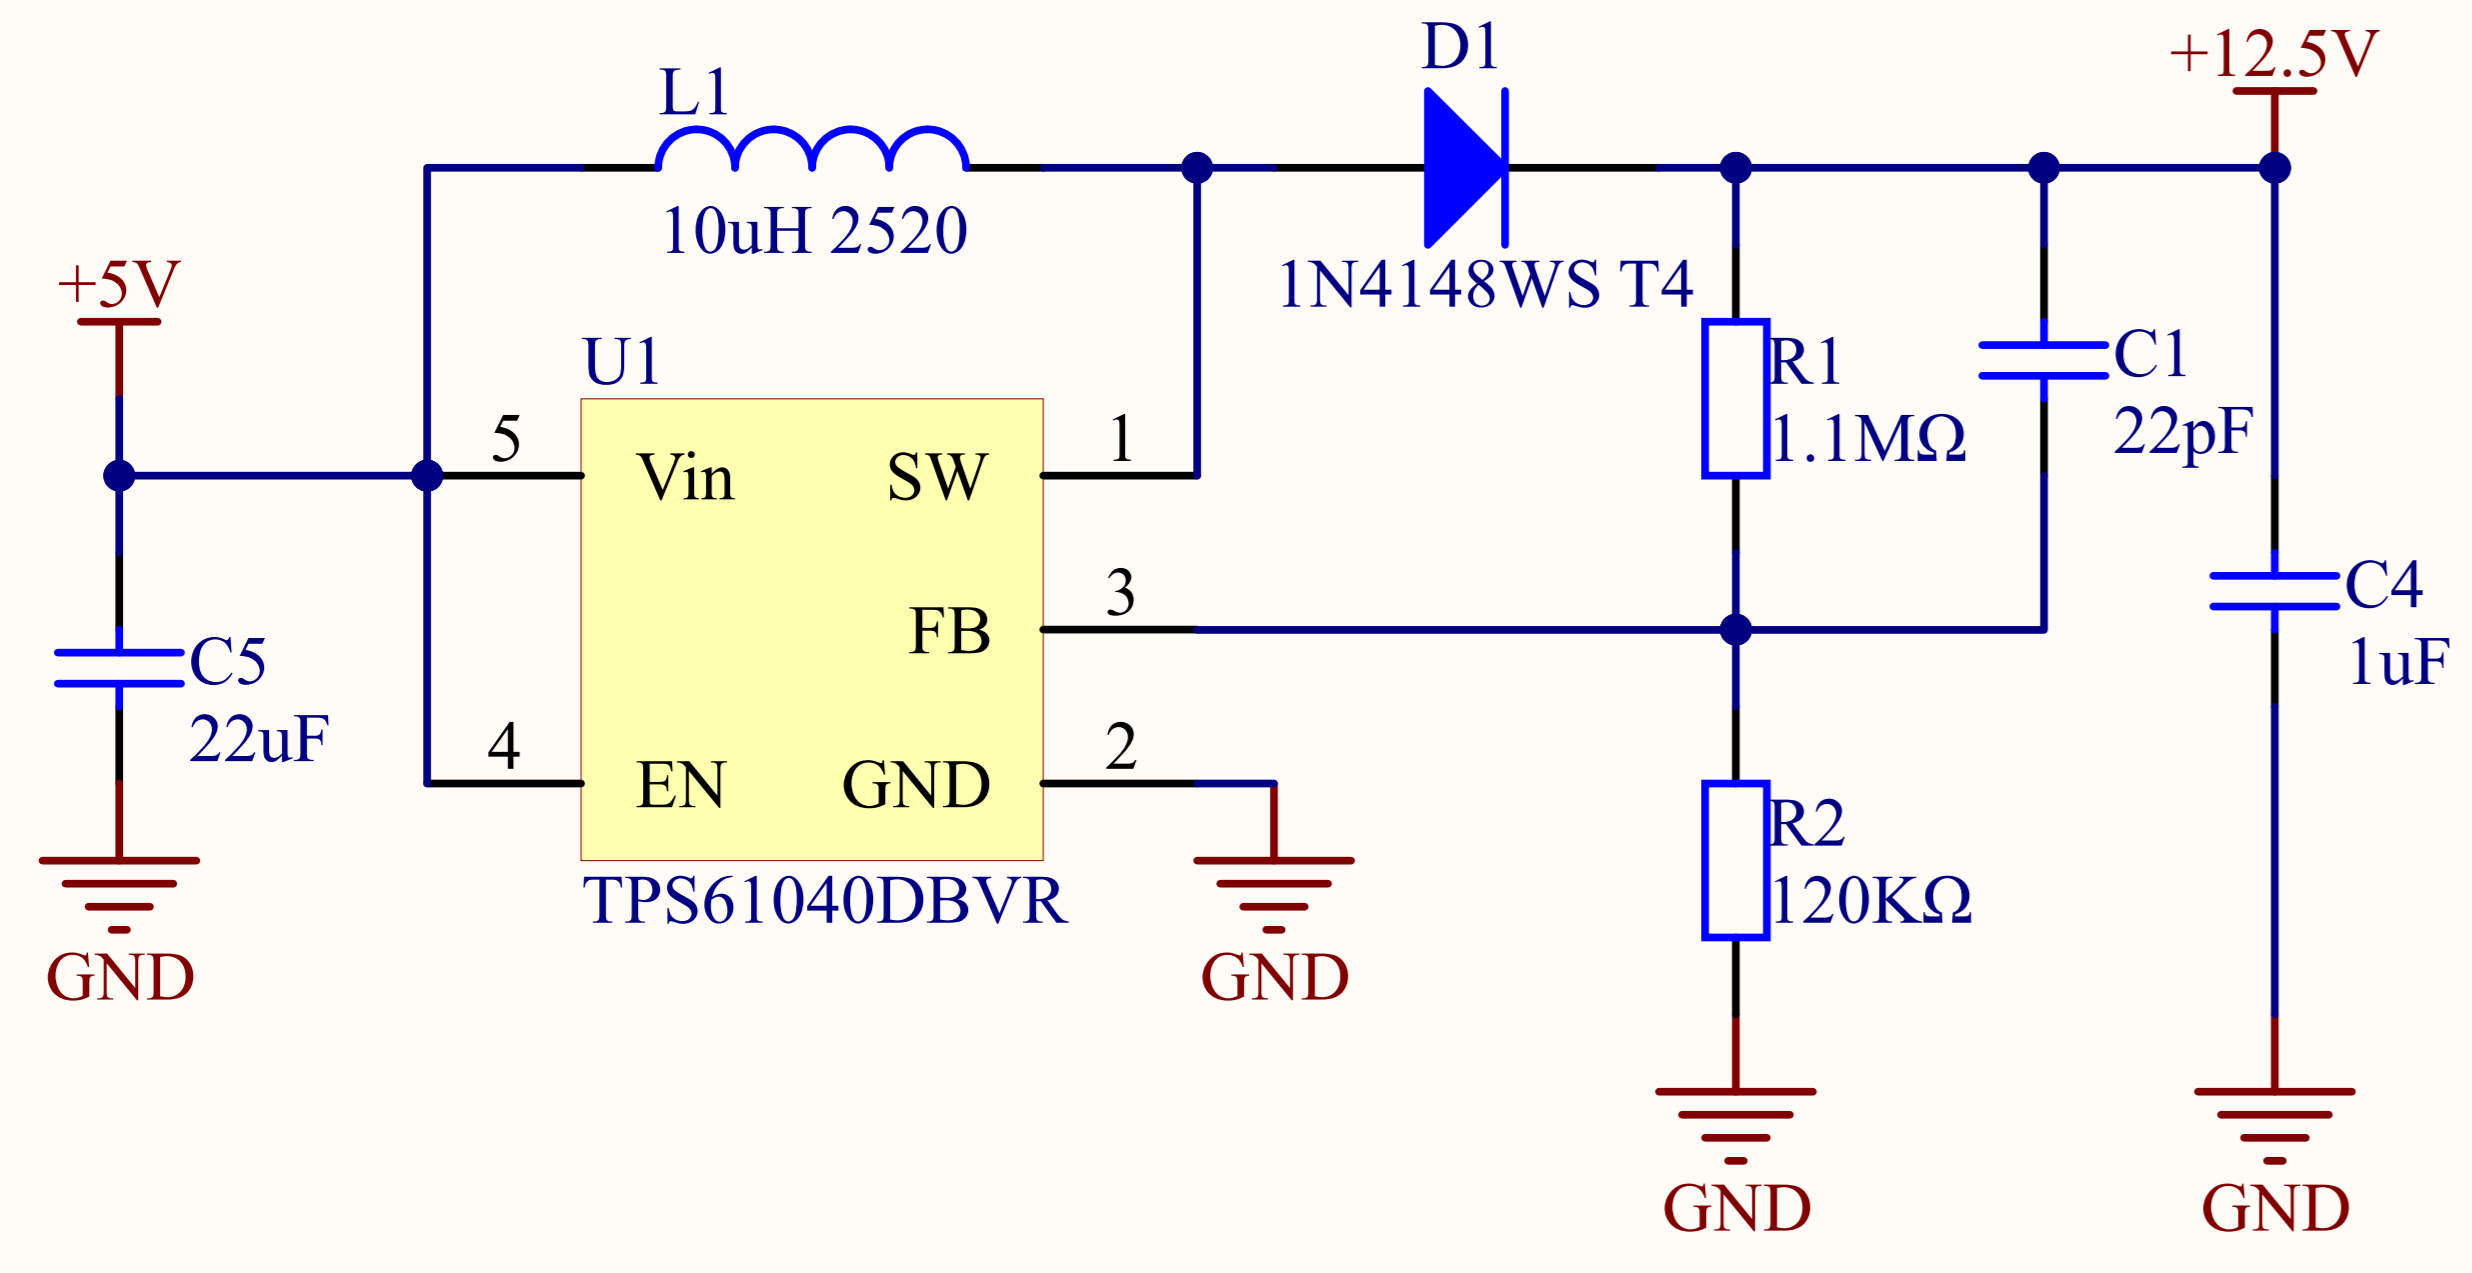 D1
+12.5V
L1
10uH 2520
+5V
1N4148WS T4
U1
R1
C1
1.1MΩ
22pF
5
1
Vin
SW
3
FB
C4
1uF
C5
22uF
4
2
EN
GND
R2
120KΩ
TPS61040DBVR
GND
GND
GND
GND